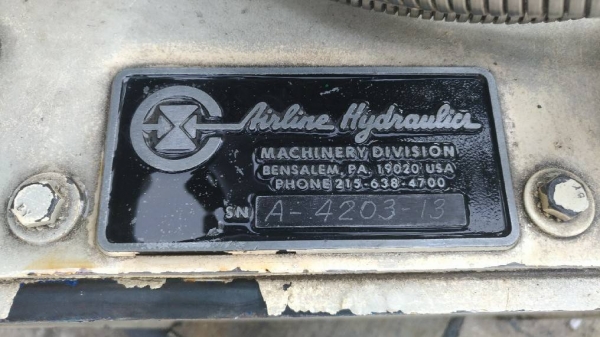 Airline Hydraulics
MACHINERY DIVISION
BENSALEM, PA. 19020 USA
PHONE 215-638-4700
SN A-4203-13